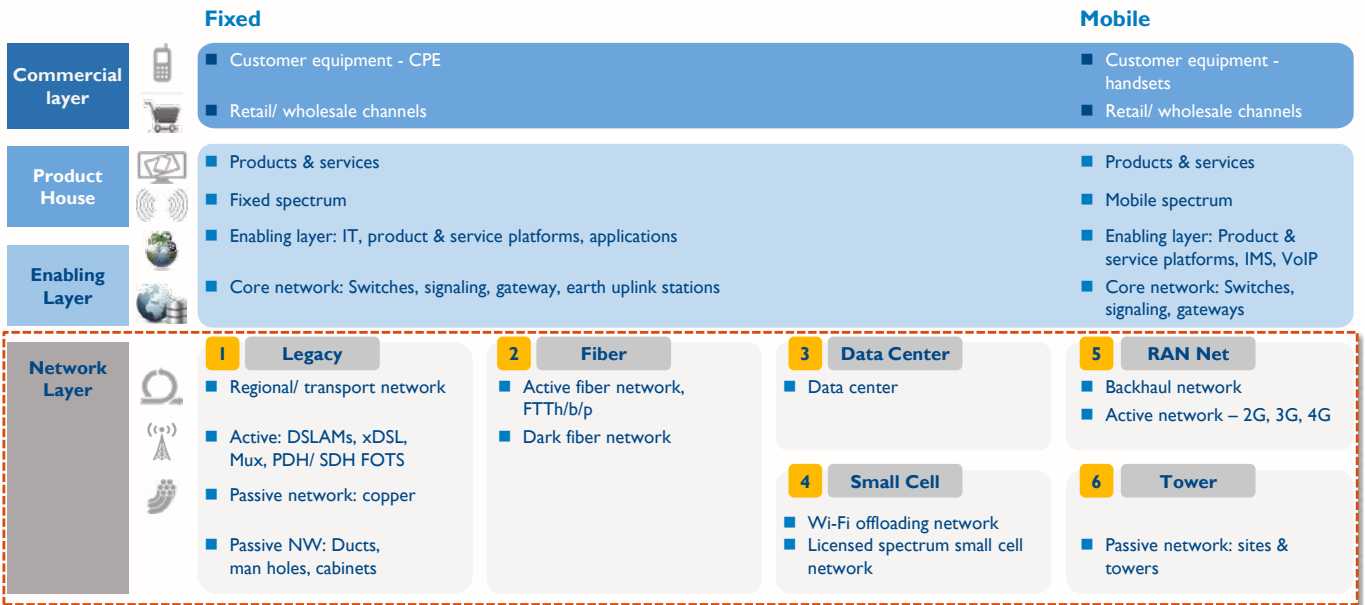 Fixed
Mobile
Commercial
layer
Customer equipment - CPE
Retail/ wholesale channels
Customer equipment -
handsets
Retail/ wholesale channels
Product
House
Products & services
Fixed spectrum
Products & services
Mobile spectrum
Enabling
Layer
Enabling layer: IT, product & service platforms, applications
Core network: Switches, signaling, gateway, earth uplink stations
Enabling layer: Product &
service platforms, IMS, VoIP
Core network: Switches,
signaling, gateways
Network
Layer
1 Legacy
Regional/ transport network
Active: DSLAMs, xDSL,
Mux, PDH/ SDH FOTS
Passive network: copper
Passive NW: Ducts,
man holes, cabinets
2 Fiber
Active fiber network,
FTTh/b/p
Dark fiber network
3 Data Center
Data center
4 Small Cell
Wi-Fi offloading network
Licensed spectrum small cell
network
5 RAN Net
Backhaul network
Active network – 2G, 3G, 4G
6 Tower
Passive network: sites &
towers